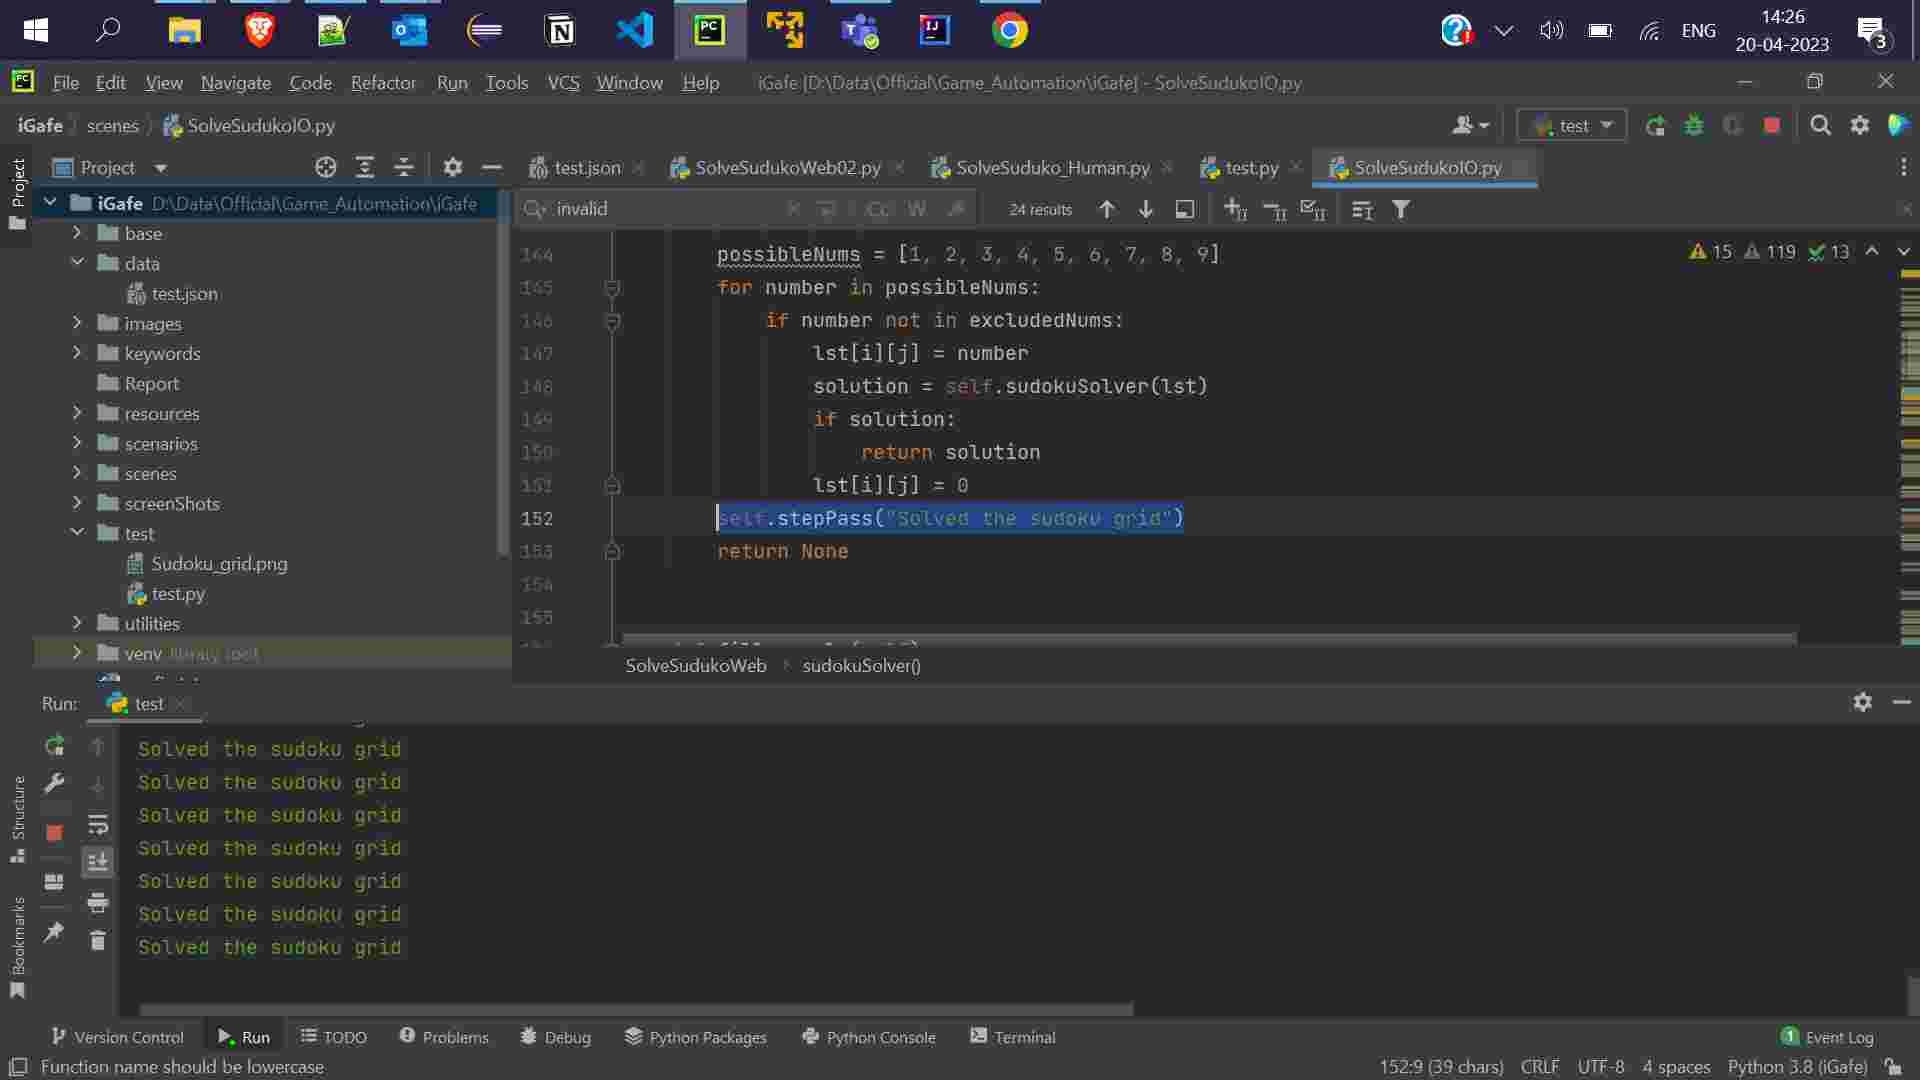 ENG
14:26
20-04-2023
3
File Edit View Navigate Code Refactor Run Tools VCS Window Help iGafe [D:\Data\Official\Game_Automation\iGafe] - SolveSudukoIO.py
iGafe scenes SolveSudukoIO.py
test
Project
test.json SolveSudukoWeb02.py SolveSuduko_Human.py test.py SolveSudukoIO.py
Project
iGafe D:\Data\Official\Game_Automation\iGafe
base
data
test.json
images
keywords
Report
resources
scenarios
scenes
screenShots
test
Sudoku_grid.png
test.py
utilities
venv library root
invalid Cc W 24 results
15 119 13
144 possibleNums = [1, 2, 3, 4, 5, 6, 7, 8, 9]
145 for number in possibleNums:
146 if number not in excludedNums:
147 lst[i][j] = number
148 solution = self.sudokuSolver(lst)
149 if solution:
150 return solution
151 lst[i][j] = 0
152 self.stepPass("Solved the sudoku grid")
153 return None
154
155
SolveSudukoWeb sudokuSolver()
Run: test
Solved the sudoku grid
Solved the sudoku grid
Solved the sudoku grid
Solved the sudoku grid
Solved the sudoku grid
Solved the sudoku grid
Solved the sudoku grid
Structure
Bookmarks
Version Control Run TODO Problems Debug Python Packages Python Console Terminal 1 Event Log
Function name should be lowercase 152:9 (39 chars) CRLF UTF-8 4 spaces Python 3.8 (iGafe)